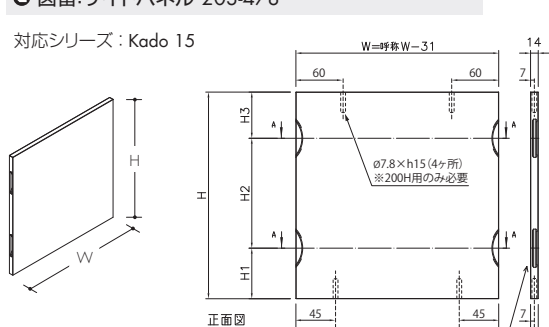 対応シリーズ：Kado 15
W=呼称W-31
14
60
60
7
H3
A
A
ø7.8×h15(4ヶ所)
※200H用のみ必要
H
H
H2
W
A
A
H1
正面図
45
45
7